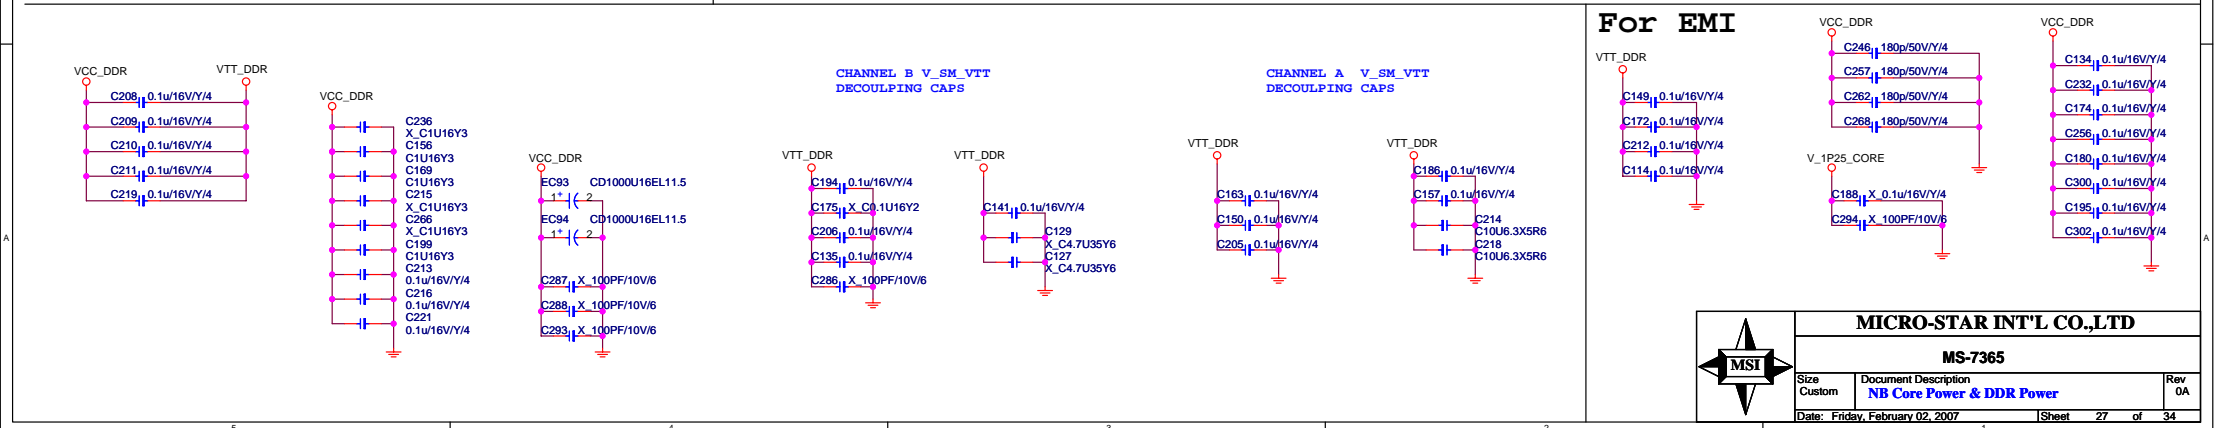 VCC_DDR
VTT_DDR
C208 0.1u/16V/Y/4
C209 0.1u/16V/Y/4
C210 0.1u/16V/Y/4
C211 0.1u/16V/Y/4
C219 0.1u/16V/Y/4
VCC_DDR
C236
X_C1U16Y3
C156
C1U16Y3
C169
C1U16Y3
C215
X_C1U16Y3
C266
X_C1U16Y3
C199
C1U16Y3
C213
0.1u/16V/Y/4
C216
0.1u/16V/Y/4
C221
0.1u/16V/Y/4
VCC_DDR
EC93 CD1000U16EL11.5
1 + 2
EC94 CD1000U16EL11.5
1 + 2
C287 X_100PF/10V/6
C288 X_100PF/10V/6
C293 X_100PF/10V/6
CHANNEL B V_SM_VTT
DECOULPING CAPS
VTT_DDR
C194 0.1u/16V/Y/4
C175 X_C0.1U16Y2
C206 0.1u/16V/Y/4
C135 0.1u/16V/Y/4
C286 X_100PF/10V/6
VTT_DDR
C141 0.1u/16V/Y/4
C129
X_C4.7U35Y6
C127
X_C4.7U35Y6
CHANNEL A V_SM_VTT
DECOULPING CAPS
VTT_DDR
C163 0.1u/16V/Y/4
C150 0.1u/16V/Y/4
C205 0.1u/16V/Y/4
VTT_DDR
C186 0.1u/16V/Y/4
C157 0.1u/16V/Y/4
C214
C10U6.3X5R6
C218
C10U6.3X5R6
For EMI
VTT_DDR
C149 0.1u/16V/Y/4
C172 0.1u/16V/Y/4
C212 0.1u/16V/Y/4
C114 0.1u/16V/Y/4
VCC_DDR
C246 180p/50V/Y/4
C257 180p/50V/Y/4
C262 180p/50V/Y/4
C268 180p/50V/Y/4
V_1P25_CORE
C188 X_0.1u/16V/Y/4
C294 X_100PF/10V/6
VCC_DDR
C134 0.1u/16V/Y/4
C232 0.1u/16V/Y/4
C174 0.1u/16V/Y/4
C256 0.1u/16V/Y/4
C180 0.1u/16V/Y/4
C300 0.1u/16V/Y/4
C195 0.1u/16V/Y/4
C302 0.1u/16V/Y/4
A
A
MSI
MICRO-STAR INT'L CO.,LTD
MS-7365
Size
Custom
Document Description
NB Core Power & DDR Power
Rev
0A
Date: Friday, February 02, 2007
Sheet 27 of 34